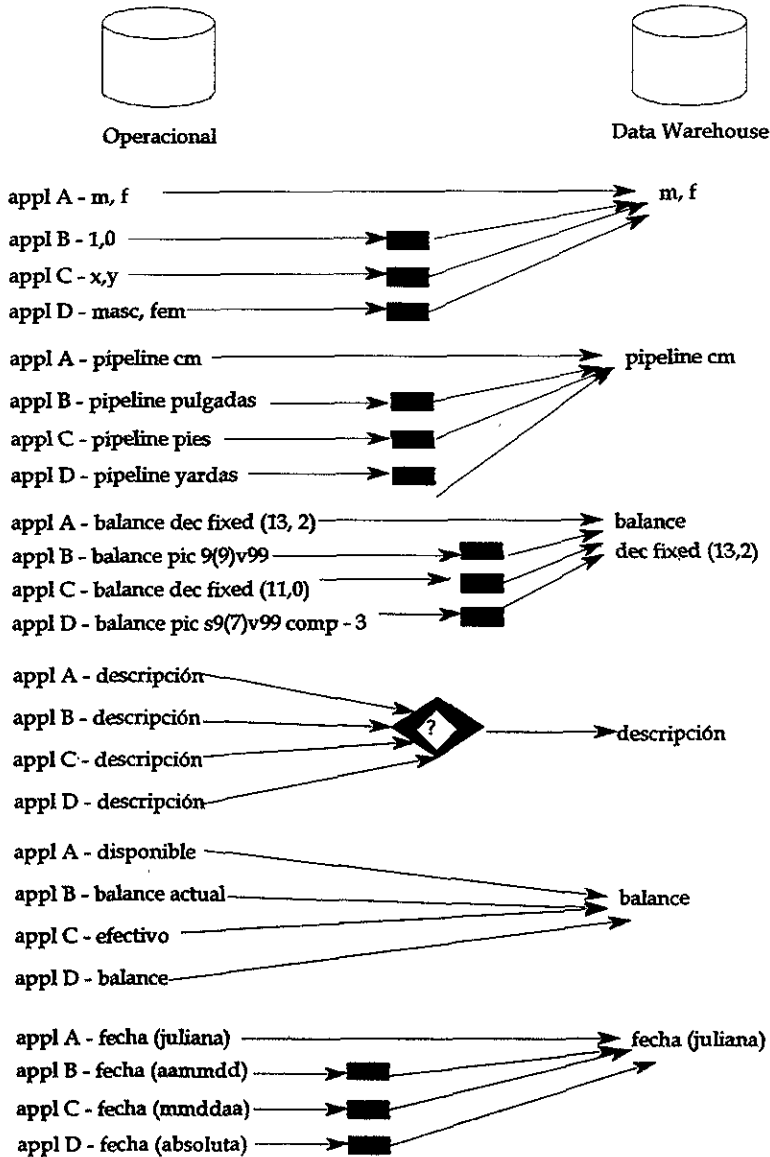 Operacional
Data Warehouse
appl A - m, f
m, f
appl B - 1,0
appl C - x,y
appl D - masc, fem
appl A - pipeline cm
pipeline cm
appl B - pipeline pulgadas
appl C - pipeline pies
appl D - pipeline yardas
appl A - balance dec fixed (13, 2)
balance
appl B - balance pic 9(9)v99
dec fixed (13,2)
appl C - balance dec fixed (11,0)
appl D - balance pic s9(7)v99 comp - 3
appl A - descripción
appl B - descripción
?
descripción
appl C - descripción
appl D - descripción
appl A - disponible
appl B - balance actual
balance
appl C - efectivo
appl D - balance
appl A - fecha (juliana)
fecha (juliana)
appl B - fecha (aammdd)
appl C - fecha (mmddaa)
appl D - fecha (absoluta)